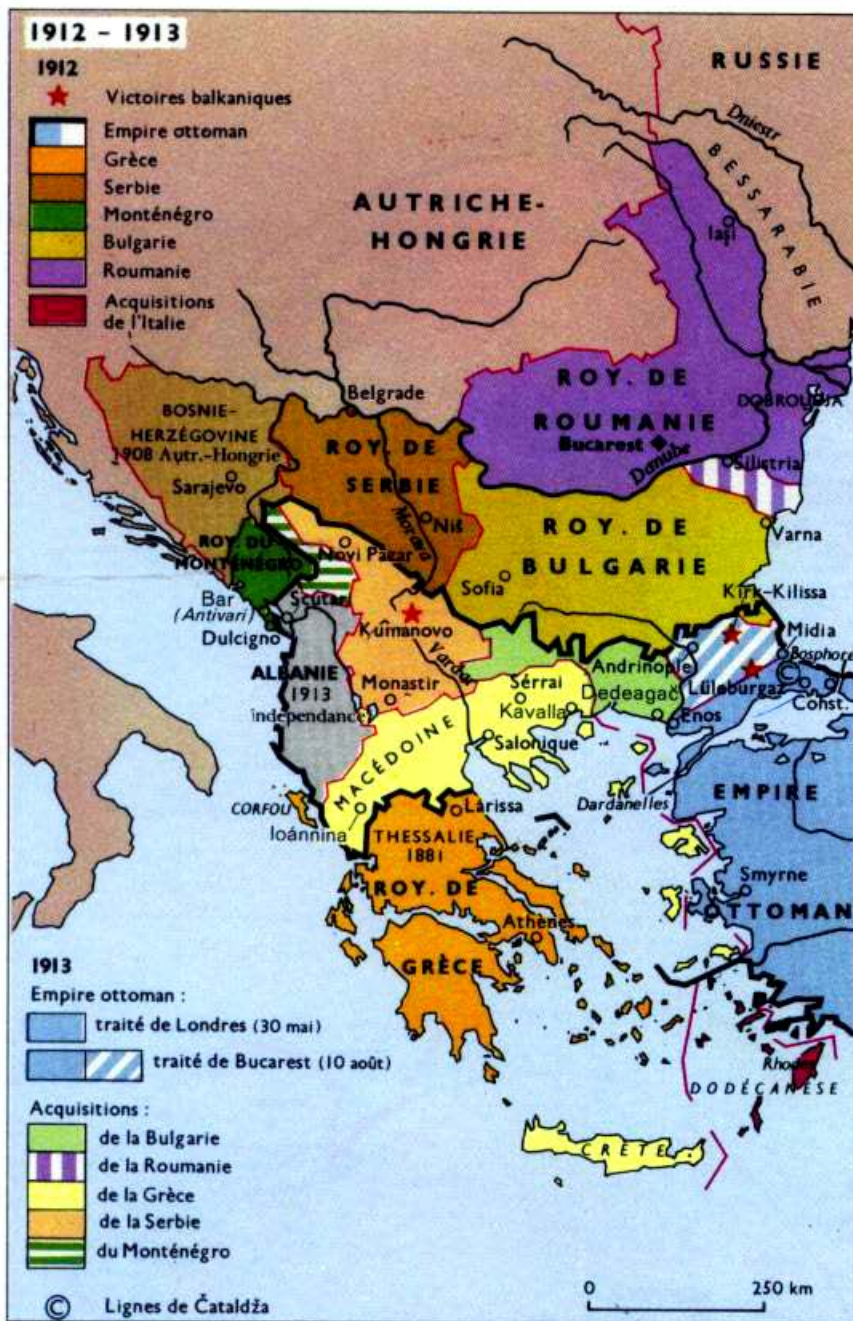 1912 – 1913
1912
Victoires balkaniques
Empire ottoman
Grèce
Serbie
Monténégro
Bulgarie
Roumanie
Acquisitions
de l'Italie
RUSSIE
Dniestr
BESSARABIE
AUTRICHE-
HONGRIE
Iaşi
Belgrade
ROY. DE
ROUMANIE
Bucarest
Danube
DOBROUDJA
Silistria
BOSNIE-
HERZÉGOVINE
1908 Autr.-Hongrie
Sarajevo
ROY. DE
SERBIE
Morava
Niš
ROY. DU
MONTÉNÉGRO
Novi Pazar
ROY. DE
BULGARIE
Varna
Sofia
Kirk-Kilissa
Bar
(Antivari)
Scutari
Dulcigno
Kumanovo
Vardar
Midia
Bosphore
ALBANIE
1913
indépendance
Monastir
Sérrai
Kavalla
Andrinople
Dedeagač
Lüleburgaz
©
Const.
Enos
Salonique
MACÉDOINE
CORFOU
Ioánnina
Lárissa
Dardanelles
EMPIRE
OTTOMAN
THESSALIE
1881
ROY. DE
GRÈCE
Athènes
Smyrne
Rhodes
DODÉCANÈSE
CRÈTE
1913
Empire ottoman :
traité de Londres (30 mai)
traité de Bucarest (10 août)
Acquisitions :
de la Bulgarie
de la Roumanie
de la Grèce
de la Serbie
du Monténégro
© Lignes de Čataldža
0 250 km